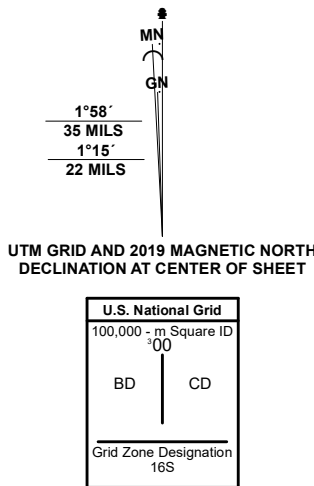 MN
GN
1°58´
35 MILS
1°15´
22 MILS
UTM GRID AND 2019 MAGNETIC NORTH
DECLINATION AT CENTER OF SHEET
U.S. National Grid
100,000 - m Square ID
³00
BD CD
Grid Zone Designation
16S